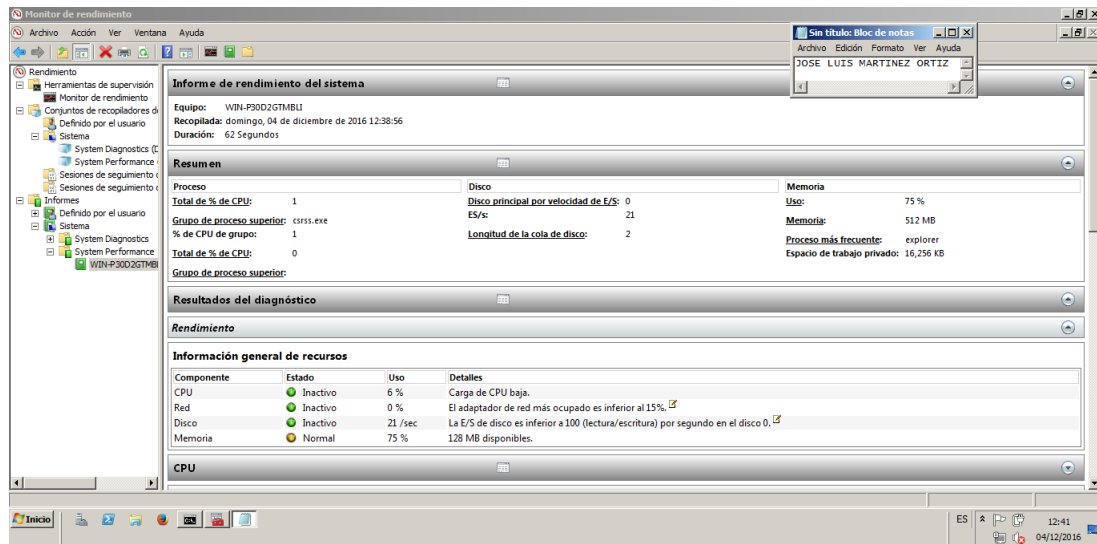 Monitor de rendimiento
Archivo Acción Ver Ventana Ayuda
Sin título: Bloc de notas
Archivo Edición Formato Ver Ayuda
JOSE LUIS MARTINEZ ORTIZ
Rendimiento
Herramientas de supervisión
Monitor de rendimiento
Conjuntos de recopiladores d
Definido por el usuario
Sistema
System Diagnostics (D
System Performance
Sesiones de seguimiento
Sesiones de seguimiento
Informes
Definido por el usuario
Sistema
System Diagnostics
System Performance
WIN-P30D2GTMBL
Informe de rendimiento del sistema
Equipo: WIN-P30D2GTMBLI
Recopilada: domingo, 04 de diciembre de 2016 12:38:56
Duración: 62 Segundos
Resumen
Proceso
Total de % de CPU: 1
Grupo de proceso superior: csrss.exe
% de CPU de grupo: 1
Total de % de CPU: 0
Grupo de proceso superior:
Disco
Disco principal por velocidad de E/S: 0
ES/s: 21
Longitud de la cola de disco: 2
Memoria
Uso: 75 %
Memoria: 512 MB
Proceso más frecuente: explorer
Espacio de trabajo privado: 16,256 KB
Resultados del diagnóstico
Rendimiento
Información general de recursos
Componente Estado Uso Detalles
CPU Inactivo 6 % Carga de CPU baja.
Red Inactivo 0 % El adaptador de red más ocupado es inferior al 15%.
Disco Inactivo 21 /sec La E/S de disco es inferior a 100 (lectura/escritura) por segundo en el disco 0.
Memoria Normal 75 % 128 MB disponibles.
CPU
Inicio
ES
12:41
04/12/2016